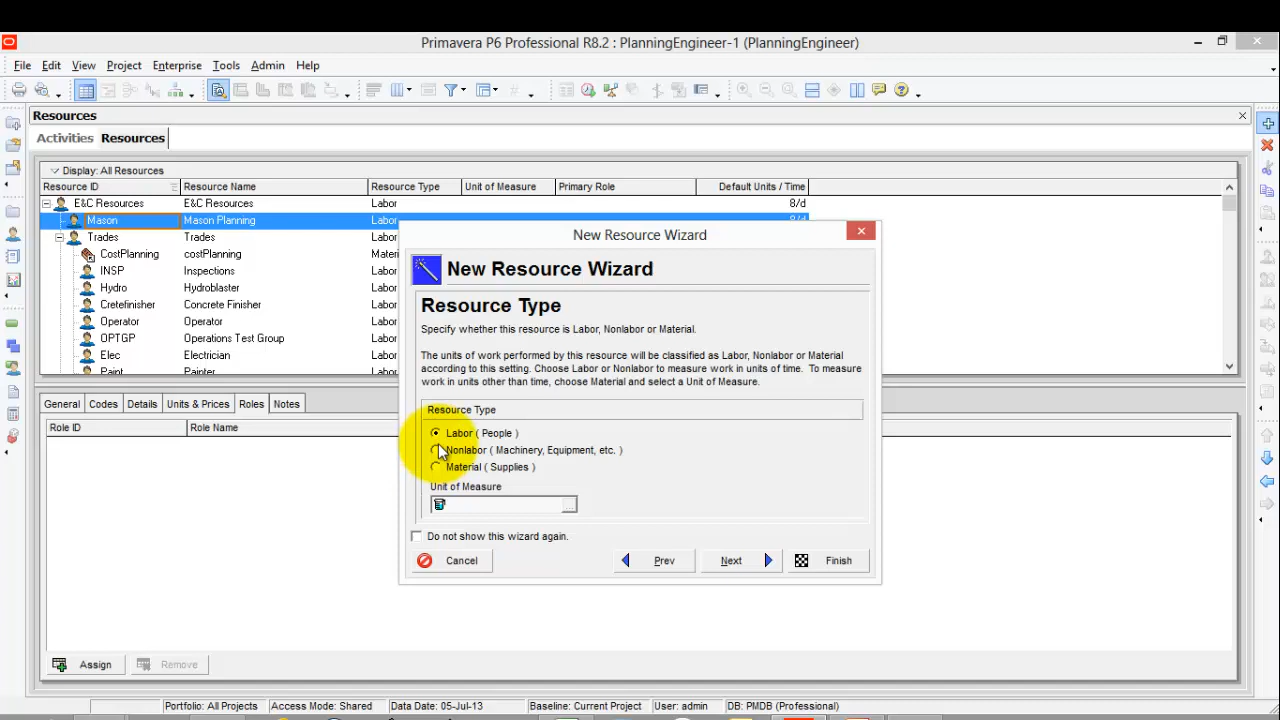 Primavera P6 Professional R8.2 : PlanningEngineer-1 (PlanningEngineer)
File Edit View Project Enterprise Tools Admin Help
Resources
Activities Resources
Display: All Resources
Resource ID Resource Name Resource Type Unit of Measure Primary Role Default Units / Time
E&C Resources E&C Resources Labor 8/d
Mason Mason Planning Labor 8/d
Trades Trades Labor
CostPlanning costPlanning
INSP Inspections Labor
Hydro Hydroblaster Labor
Cretefinisher Concrete Finisher Labor
Operator Operator Labor
OPTGP Operations Test Group Labor
Elec Electrician Labor
Paint Painter
New Resource Wizard
New Resource Wizard
Resource Type
Specify whether this resource is Labor, Nonlabor or Material.
The units of work performed by this resource will be classified as Labor, Nonlabor or Material
according to this setting. Choose Labor or Nonlabor to measure work in units of time. To measure
work in units other than time, choose Material and select a Unit of Measure.
Resource Type
Labor ( People )
Nonlabor ( Machinery, Equipment, etc. )
Material ( Supplies )
Unit of Measure
...
Do not show this wizard again.
Cancel Prev Next Finish
General Codes Details Units & Prices Roles Notes
Role ID Role Name
Assign Remove
Portfolio: All Projects Access Mode: Shared Data Date: 05-Jul-13 Baseline: Current Project User: admin DB: PMDB (Professional)